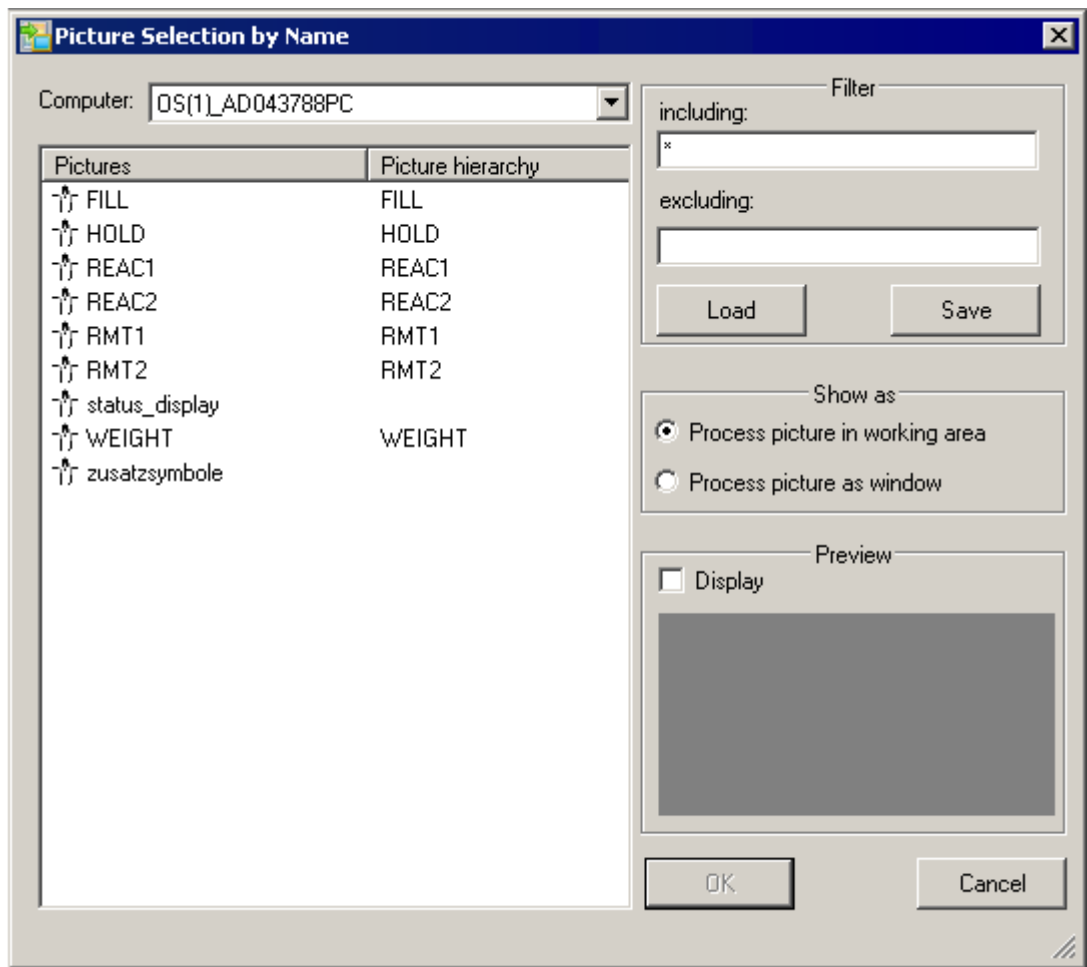 Picture Selection by Name
Computer: OS(1)_AD043788PC
Pictures Picture hierarchy
FILL FILL
HOLD HOLD
REAC1 REAC1
REAC2 REAC2
RMT1 RMT1
RMT2 RMT2
status_display
WEIGHT WEIGHT
zusatzsymbole
Filter
including:
*
excluding:
Load Save
Show as
Process picture in working area
Process picture as window
Preview
Display
OK Cancel